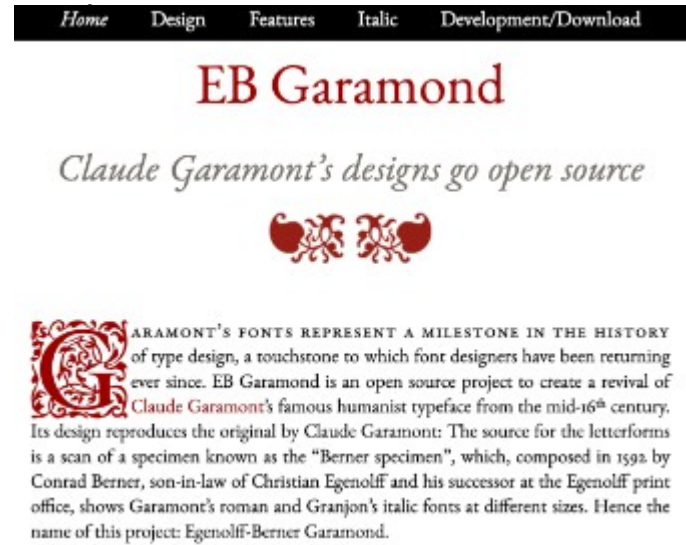 Home Design Features Italic Development/Download
EB Garamond
Claude Garamont's designs go open source
GARAMONT'S FONTS REPRESENT A MILESTONE IN THE HISTORY
of type design, a touchstone to which font designers have been returning
ever since. EB Garamond is an open source project to create a revival of
Claude Garamont's famous humanist typeface from the mid-16th century.
Its design reproduces the original by Claude Garamont: The source for the letterforms
is a scan of a specimen known as the “Berner specimen”, which, composed in 1592 by
Conrad Berner, son-in-law of Christian Egenolff and his successor at the Egenolff print
office, shows Garamont's roman and Granjon's italic fonts at different sizes. Hence the
name of this project: Egenolff-Berner Garamond.